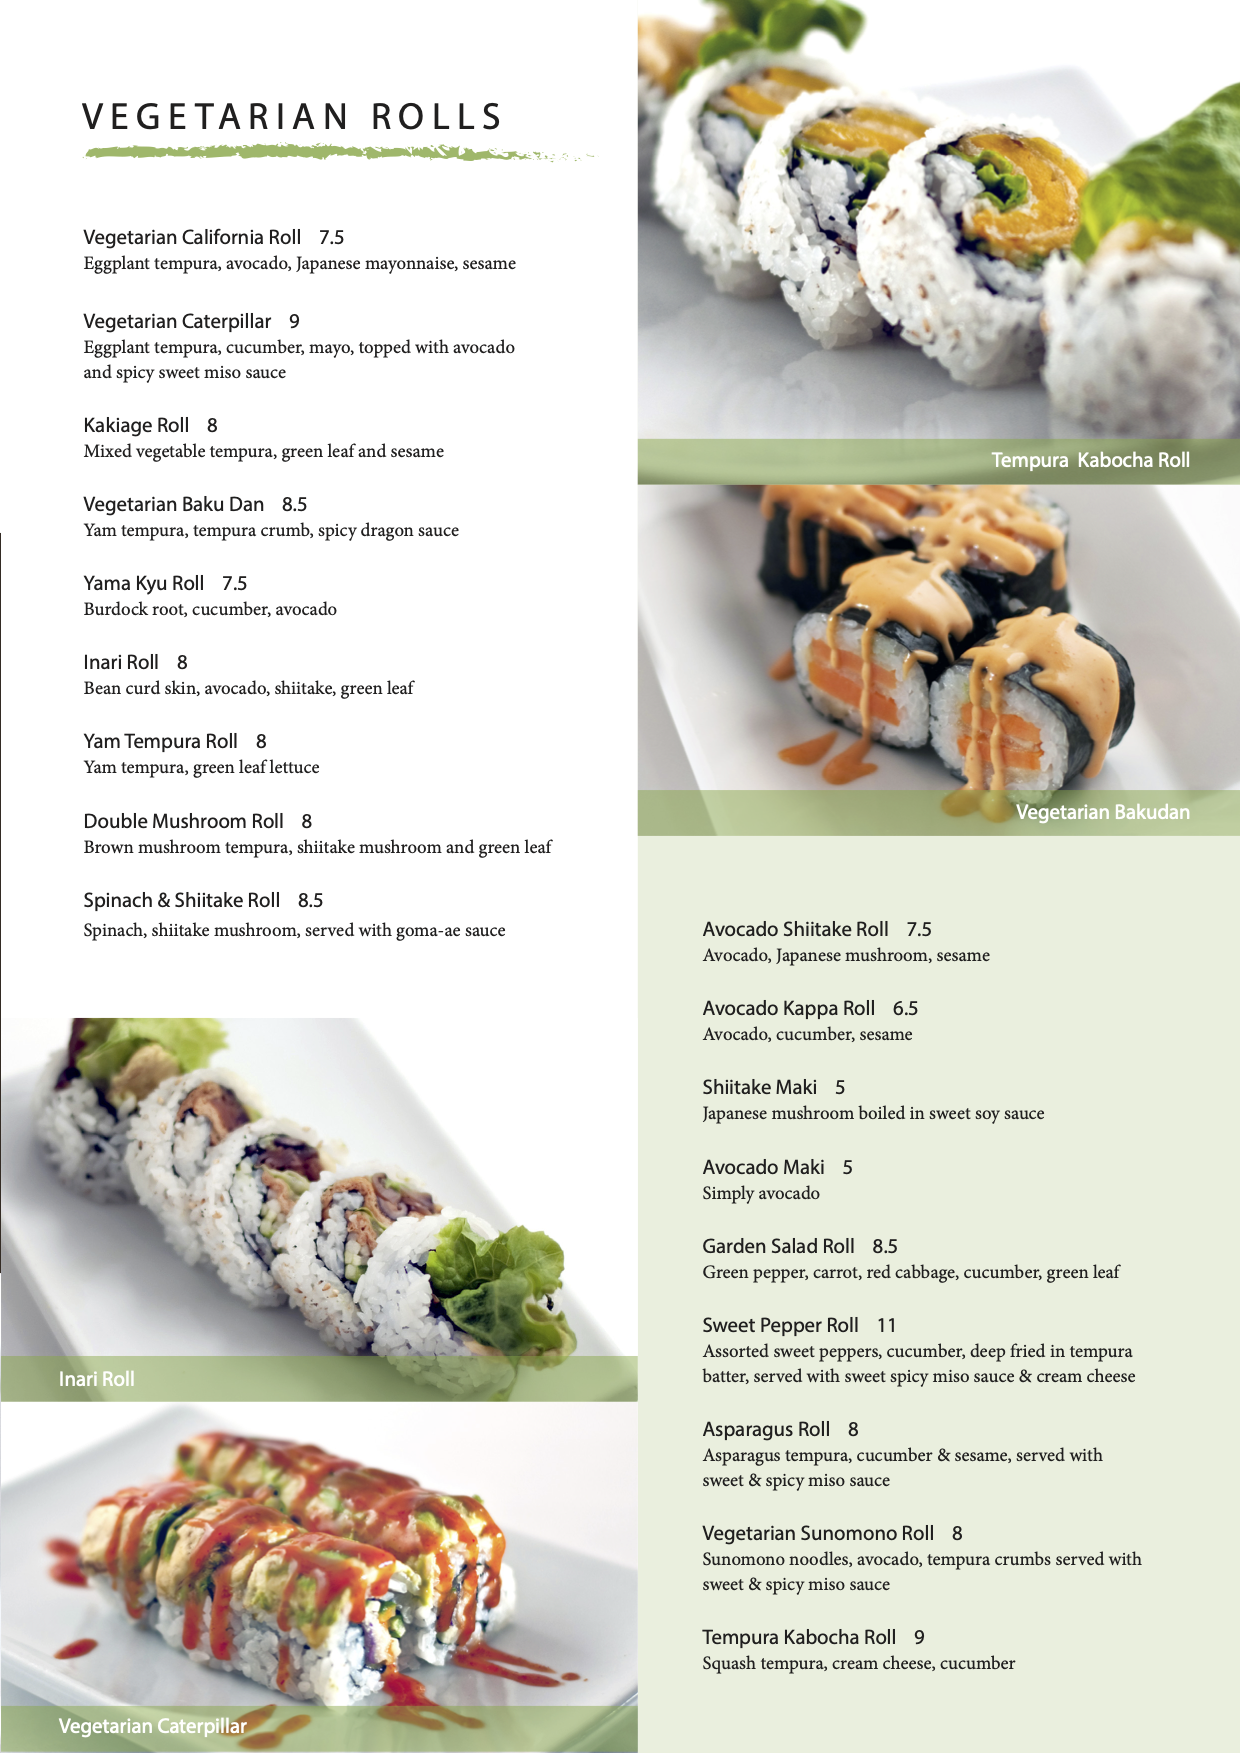 VEGETARIAN ROLLS
Vegetarian California Roll 7.5
Eggplant tempura, avocado, Japanese mayonnaise, sesame
Vegetarian Caterpillar 9
Eggplant tempura, cucumber, mayo, topped with avocado
and spicy sweet miso sauce
Kakiage Roll 8
Mixed vegetable tempura, green leaf and sesame
Vegetarian Baku Dan 8.5
Yam tempura, tempura crumb, spicy dragon sauce
Yama Kyu Roll 7.5
Burdock root, cucumber, avocado
Inari Roll 8
Bean curd skin, avocado, shiitake, green leaf
Yam Tempura Roll 8
Yam tempura, green leaf lettuce
Double Mushroom Roll 8
Brown mushroom tempura, shiitake mushroom and green leaf
Spinach & Shiitake Roll 8.5
Spinach, shiitake mushroom, served with goma-ae sauce
Inari Roll
Vegetarian Caterpillar
Tempura Kabocha Roll
Vegetarian Bakudan
Avocado Shiitake Roll 7.5
Avocado, Japanese mushroom, sesame
Avocado Kappa Roll 6.5
Avocado, cucumber, sesame
Shiitake Maki 5
Japanese mushroom boiled in sweet soy sauce
Avocado Maki 5
Simply avocado
Garden Salad Roll 8.5
Green pepper, carrot, red cabbage, cucumber, green leaf
Sweet Pepper Roll 11
Assorted sweet peppers, cucumber, deep fried in tempura
batter, served with sweet spicy miso sauce & cream cheese
Asparagus Roll 8
Asparagus tempura, cucumber & sesame, served with
sweet & spicy miso sauce
Vegetarian Sunomono Roll 8
Sunomono noodles, avocado, tempura crumbs served with
sweet & spicy miso sauce
Tempura Kabocha Roll 9
Squash tempura, cream cheese, cucumber